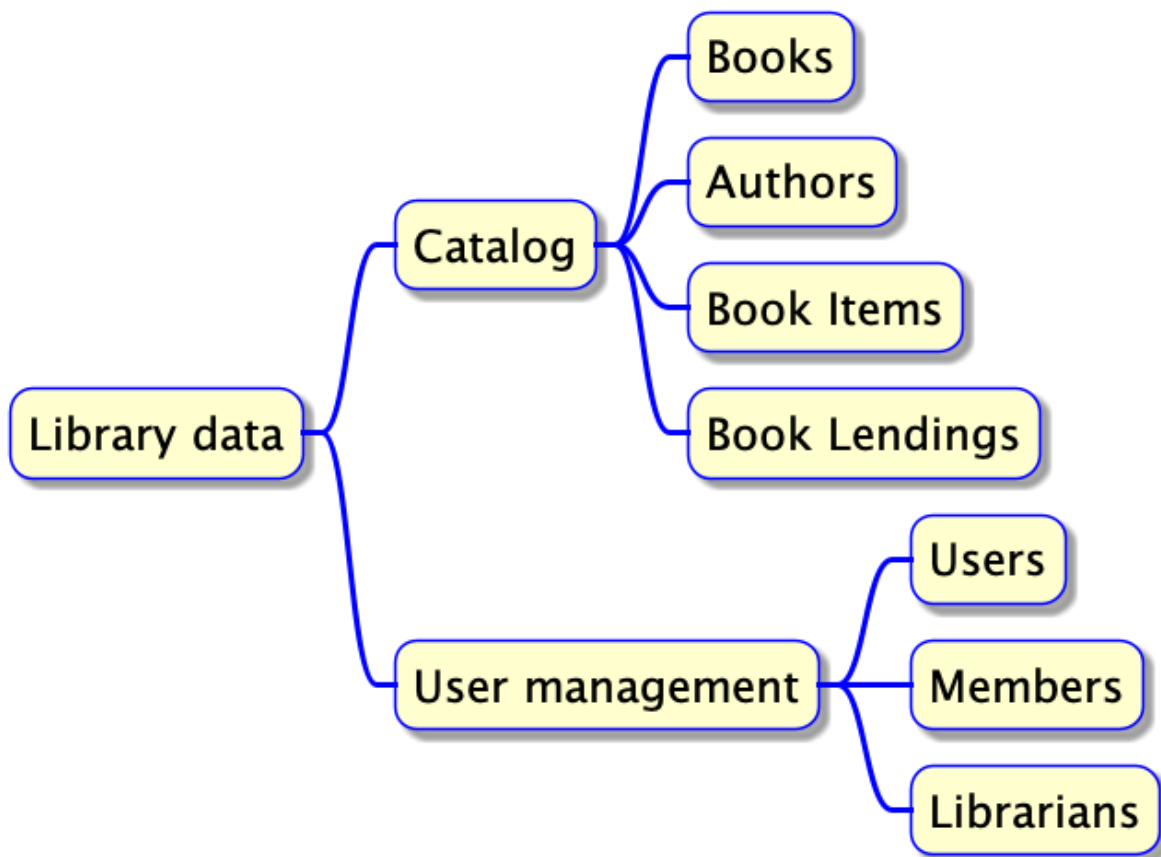 Library data
Catalog
Books
Authors
Book Items
Book Lendings
User management
Users
Members
Librarians